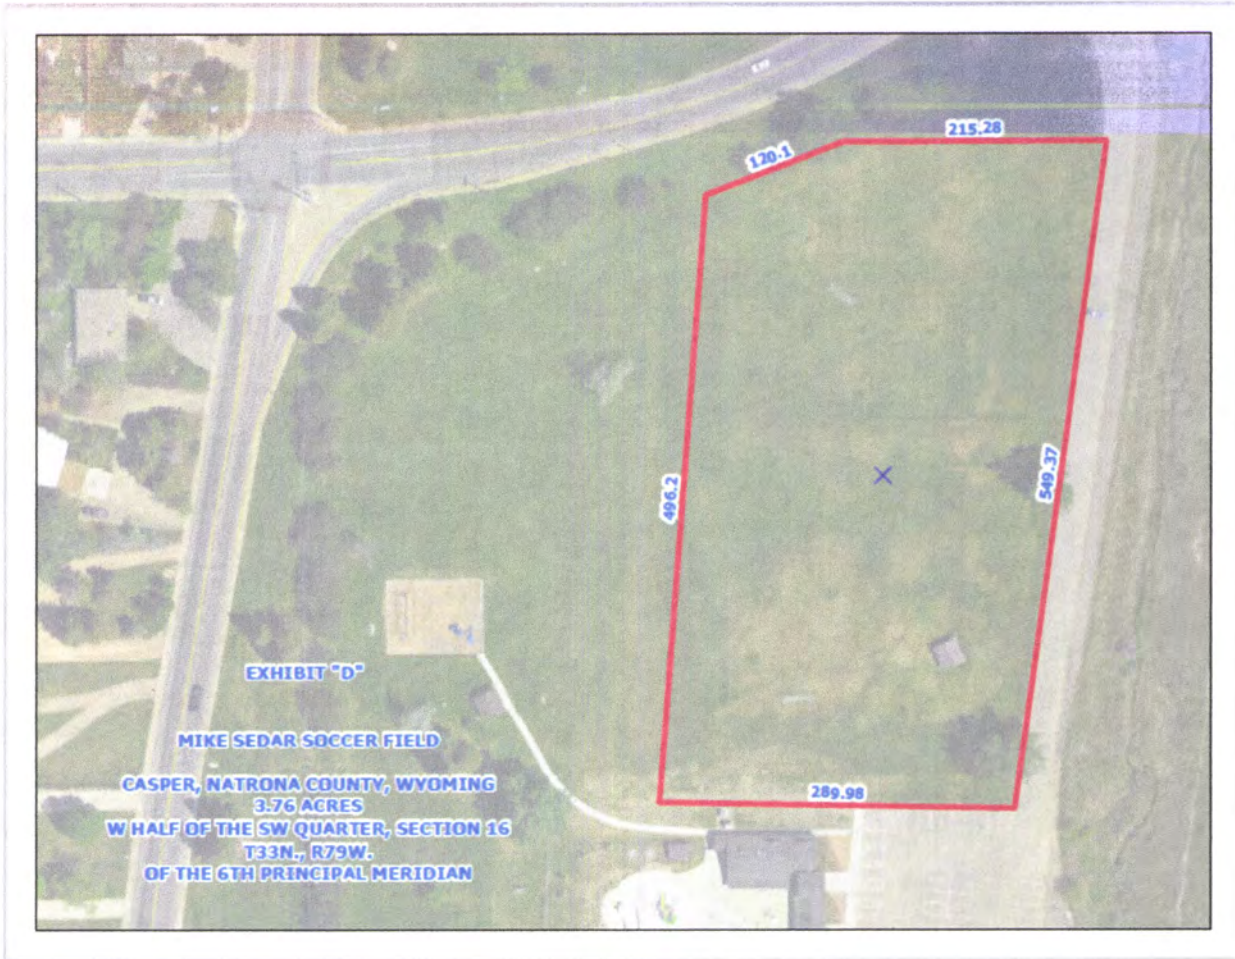 215.28
120.1
496.2
549.37
289.98
EXHIBIT "D"
MIKE SEDAR SOCCER FIELD
CASPER, NATRONA COUNTY, WYOMING
3.76 ACRES
W HALF OF THE SW QUARTER, SECTION 16
T33N., R79W.
OF THE 6TH PRINCIPAL MERIDIAN